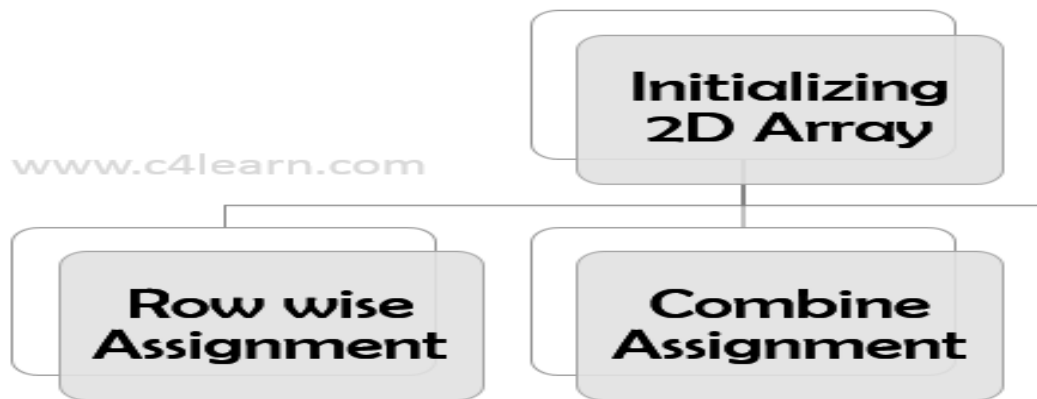 Initializing
2D Array
www.c4learn.com
Row wise
Assignment
Combine
Assignment